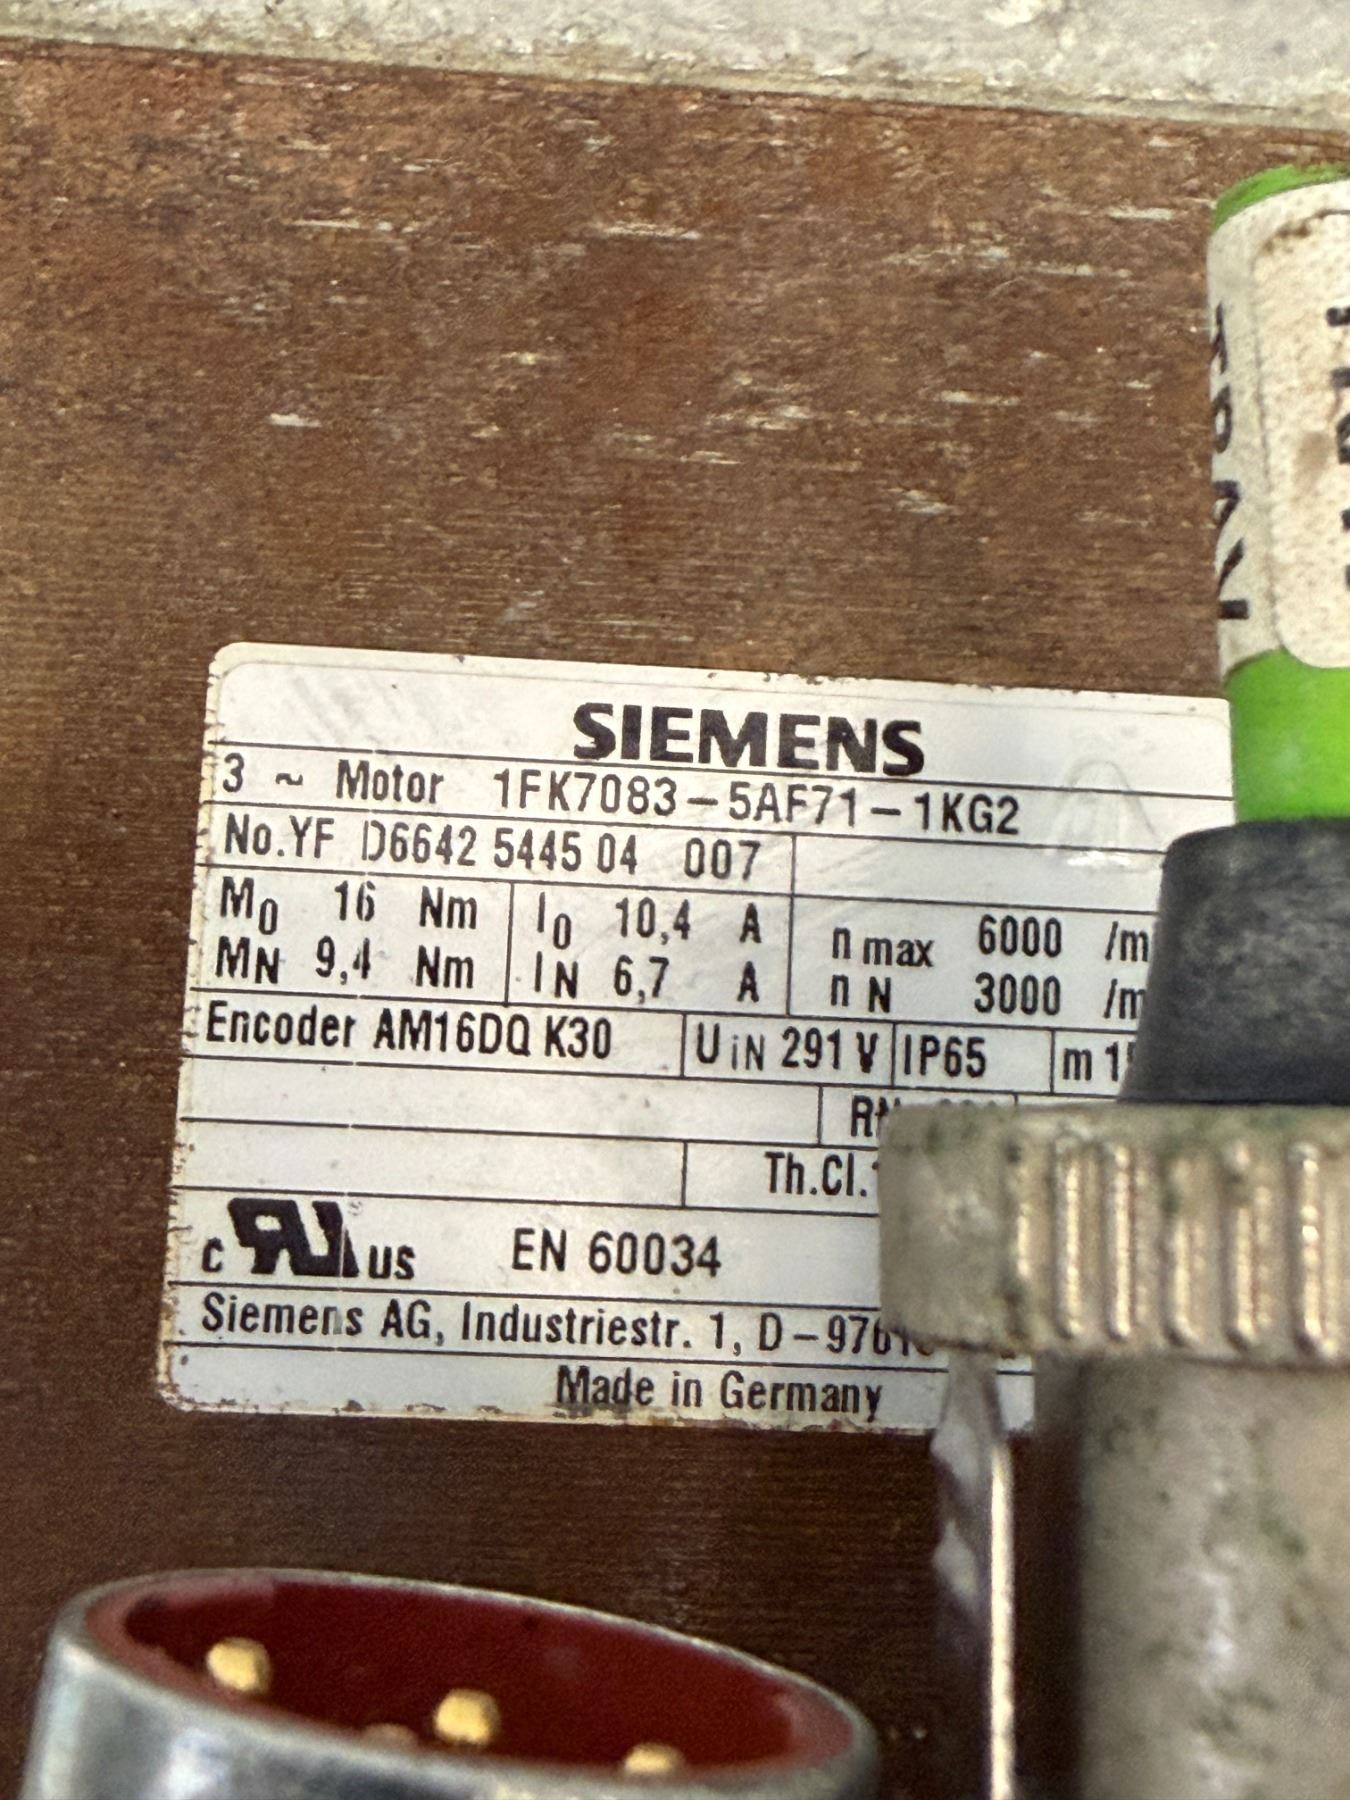 SIEMENS
3 ~ Motor 1FK7083-5AF71-1KG2
No.YF D6642 5445 04 007
M0 16 Nm I0 10,4 A n max 6000 /m
MN 9,4 Nm IN 6,7 A n N 3000 /m
Encoder AM16DQ K30 U iN 291 V IP65 m
Th.Cl.
c RU us EN 60034
Siemens AG, Industriestr. 1, D-976
Made in Germany